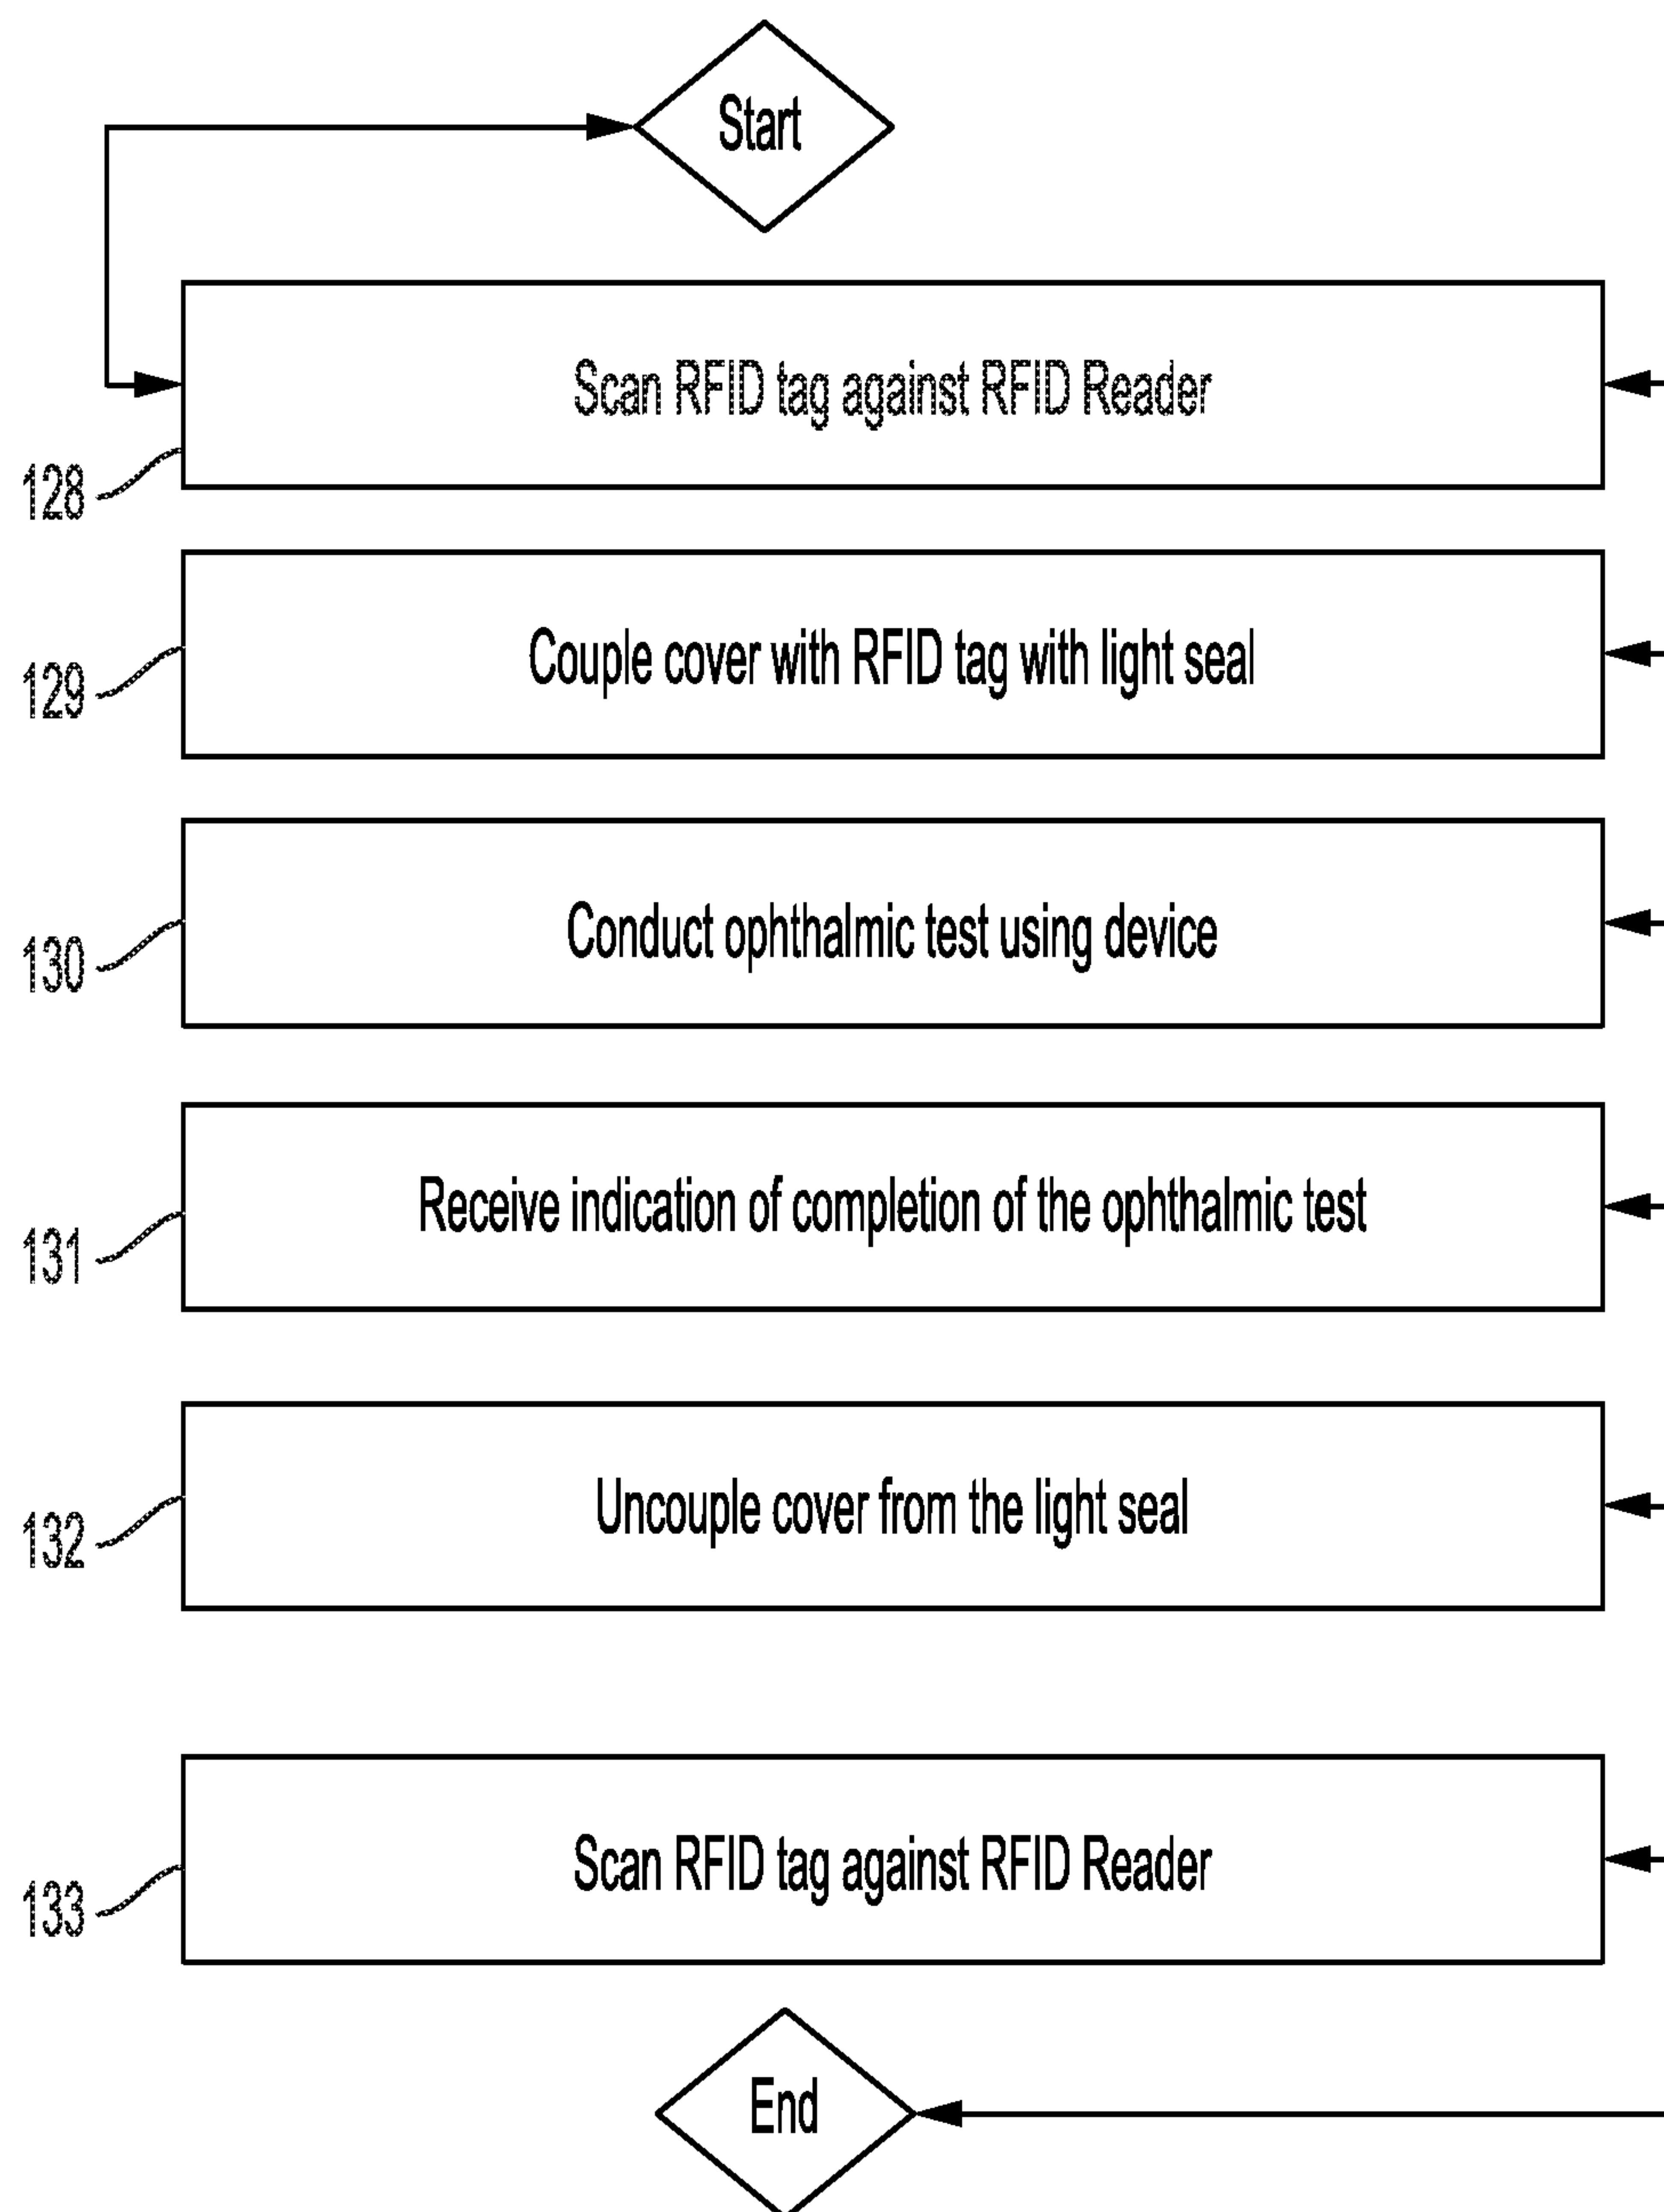 Start
Scan RFID tag against RFID Reader
128
Couple cover with RFID tag with light seal
129
Conduct ophthalmic test using device
130
Receive indication of completion of the ophthalmic test
131
Uncouple cover from the light seal
132
Scan RFID tag against RFID Reader
133
End